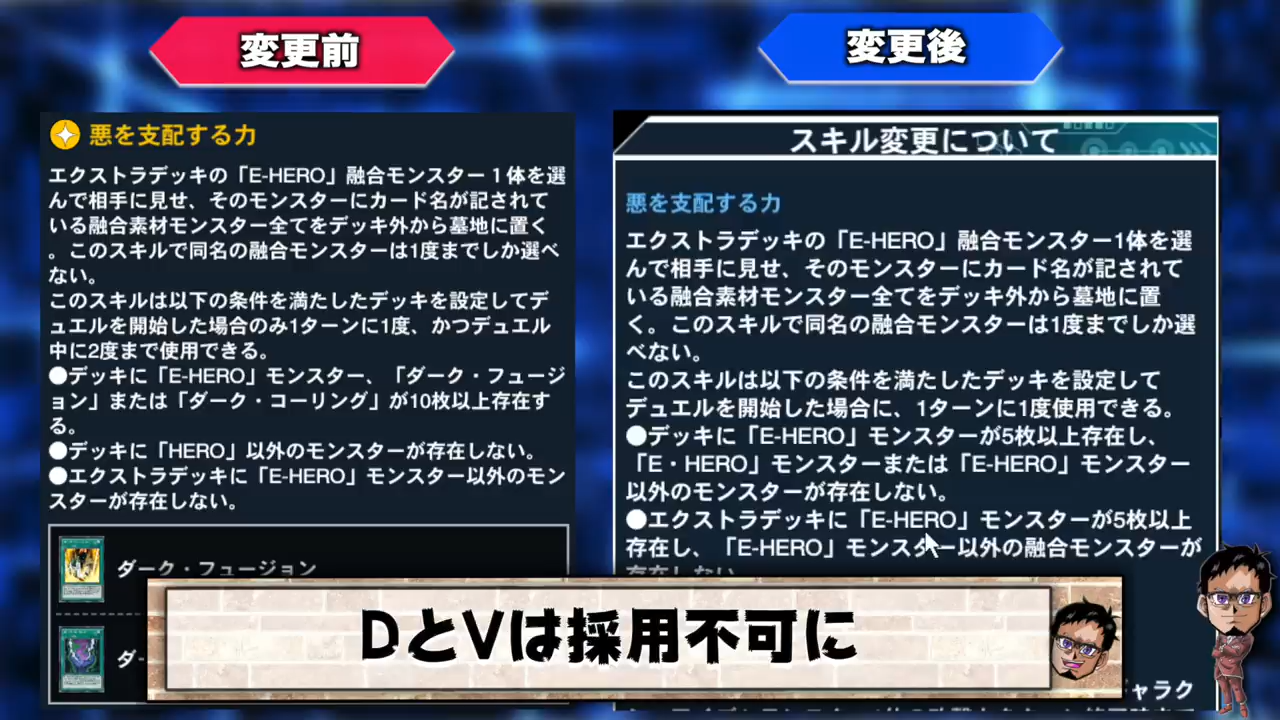 変更前
悪を支配する力
エクストラデッキの「E-HERO」融合モンスター１体を選
んで相手に見せ、そのモンスターにカード名が記されて
いる融合素材モンスター全てをデッキ外から墓地に置く
。このスキルで同名の融合モンスターは1度までしか選べ
ない。
このスキルは以下の条件を満たしたデッキを設定してデ
ュエルを開始した場合のみ1ターンに1度、かつデュエル
中に2度まで使用できる。
●デッキに「E-HERO」モンスター、「ダーク・フュージ
ョン」または「ダーク・コーリング」が10枚以上存在す
る。
●デッキに「HERO」以外のモンスターが存在しない。
●エクストラデッキに「E-HERO」モンスター以外のモン
スターが存在しない。
ダーク・フュージョン
ダ
変更後
スキル変更について
悪を支配する力
エクストラデッキの「E-HERO」融合モンスター1体を選
んで相手に見せ、そのモンスターにカード名が記されて
いる融合素材モンスター全てをデッキ外から墓地に置
く。このスキルで同名の融合モンスターは1度までしか選
べない。
このスキルは以下の条件を満たしたデッキを設定して
デュエルを開始した場合に、1ターンに1度使用できる。
●デッキに「E-HERO」モンスターが5枚以上存在し、
「E・HERO」モンスターまたは「E-HERO」モンスター
以外のモンスターが存在しない。
●エクストラデッキに「E-HERO」モンスターが5枚以上
存在し、「E-HERO」モンスター以外の融合モンスターが
存在しない。
ャラク
DとVは採用不可に